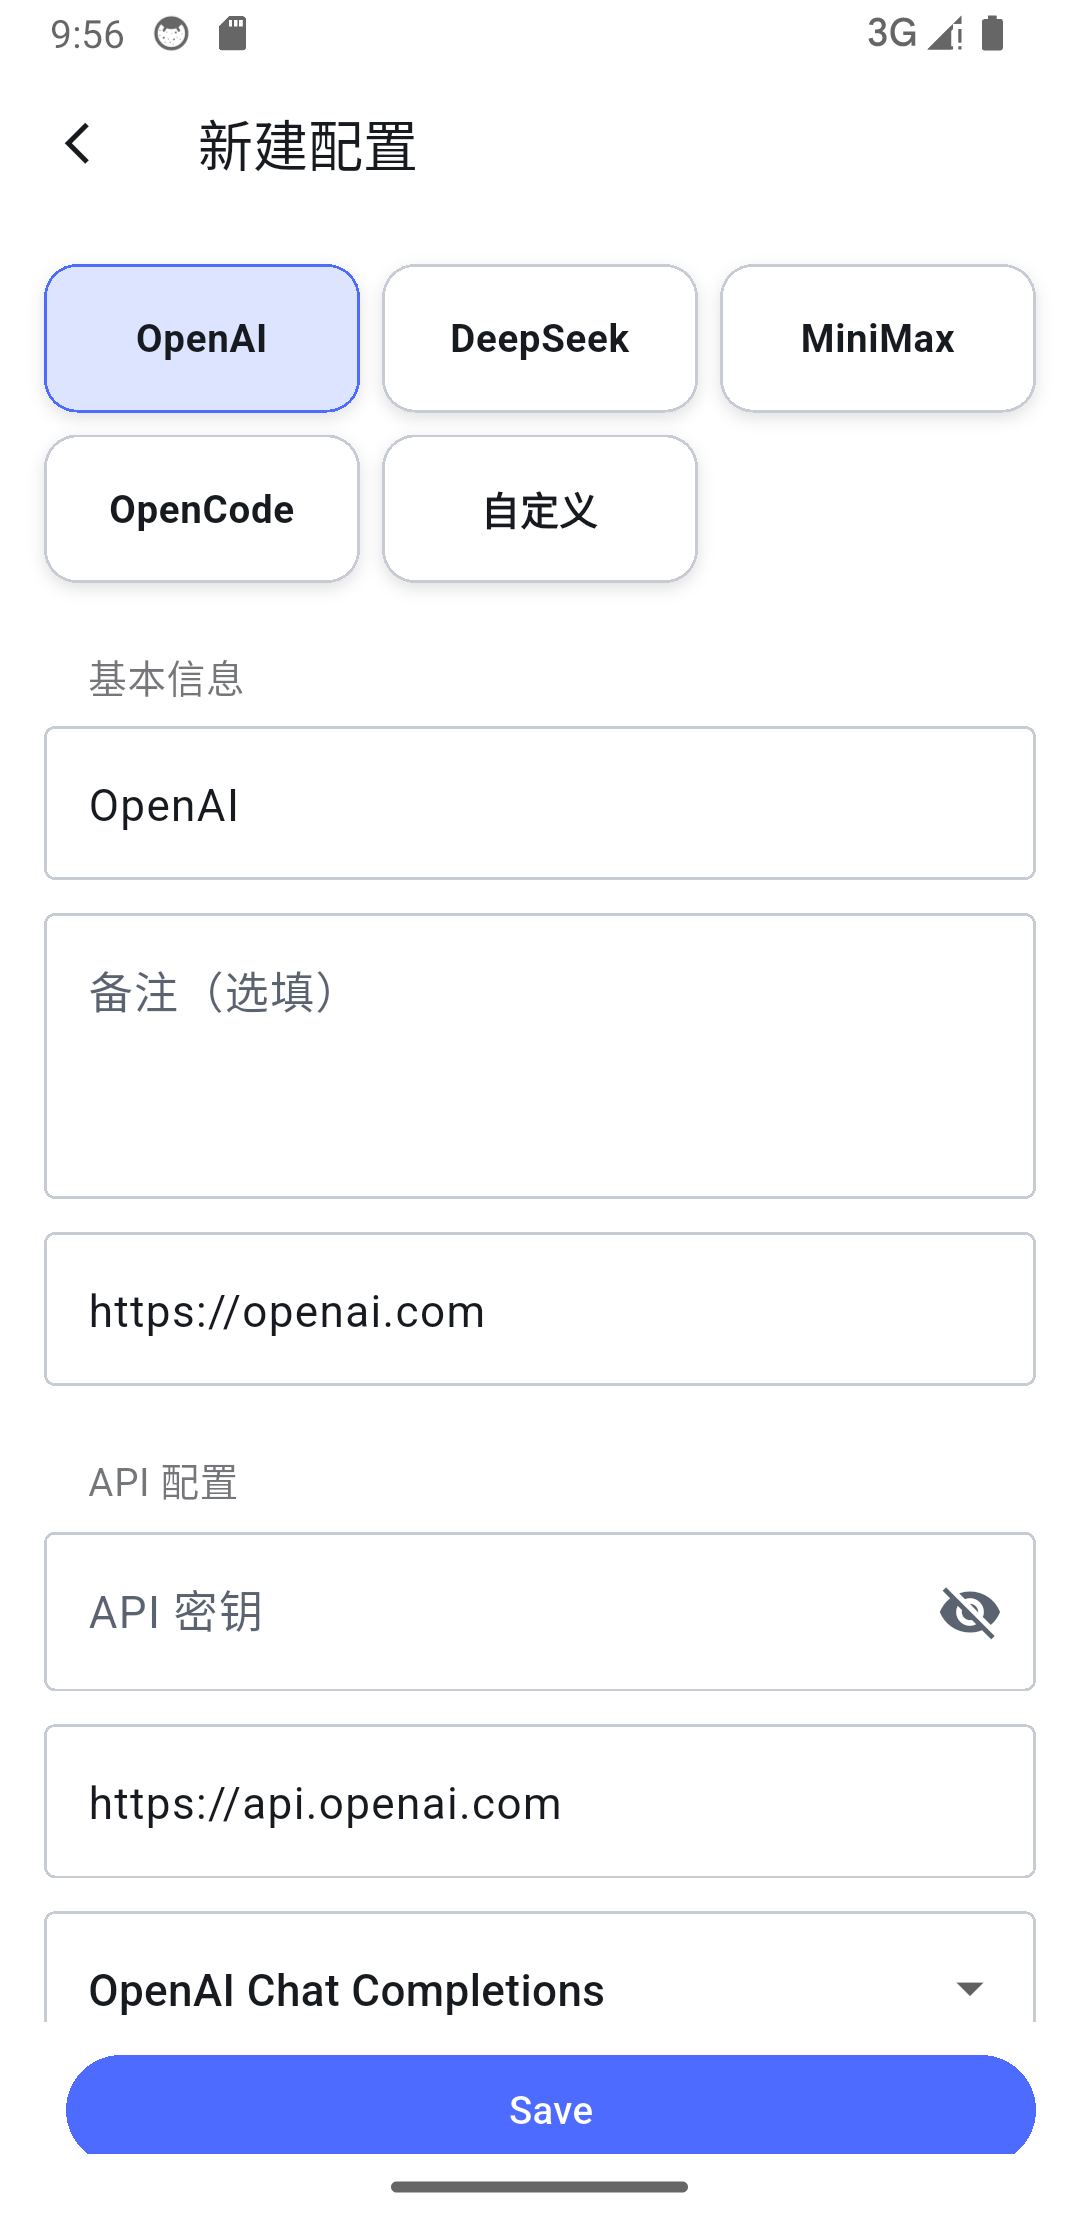 9:56
3G
新建配置
OpenAI
DeepSeek
MiniMax
OpenCode
自定义
基本信息
OpenAI
备注（选填）
https://openai.com
API 配置
API 密钥
https://api.openai.com
OpenAI Chat Completions
Save